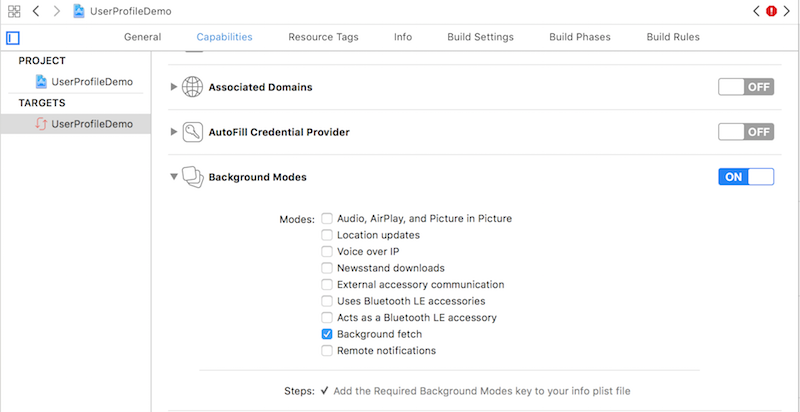 UserProfileDemo
General Capabilities Resource Tags Info Build Settings Build Phases Build Rules
PROJECT
UserProfileDemo
TARGETS
UserProfileDemo
Associated Domains OFF
AutoFill Credential Provider OFF
Background Modes ON
Modes: Audio, AirPlay, and Picture in Picture
Location updates
Voice over IP
Newsstand downloads
External accessory communication
Uses Bluetooth LE accessories
Acts as a Bluetooth LE accessory
Background fetch
Remote notifications
Steps: ✓ Add the Required Background Modes key to your info plist file